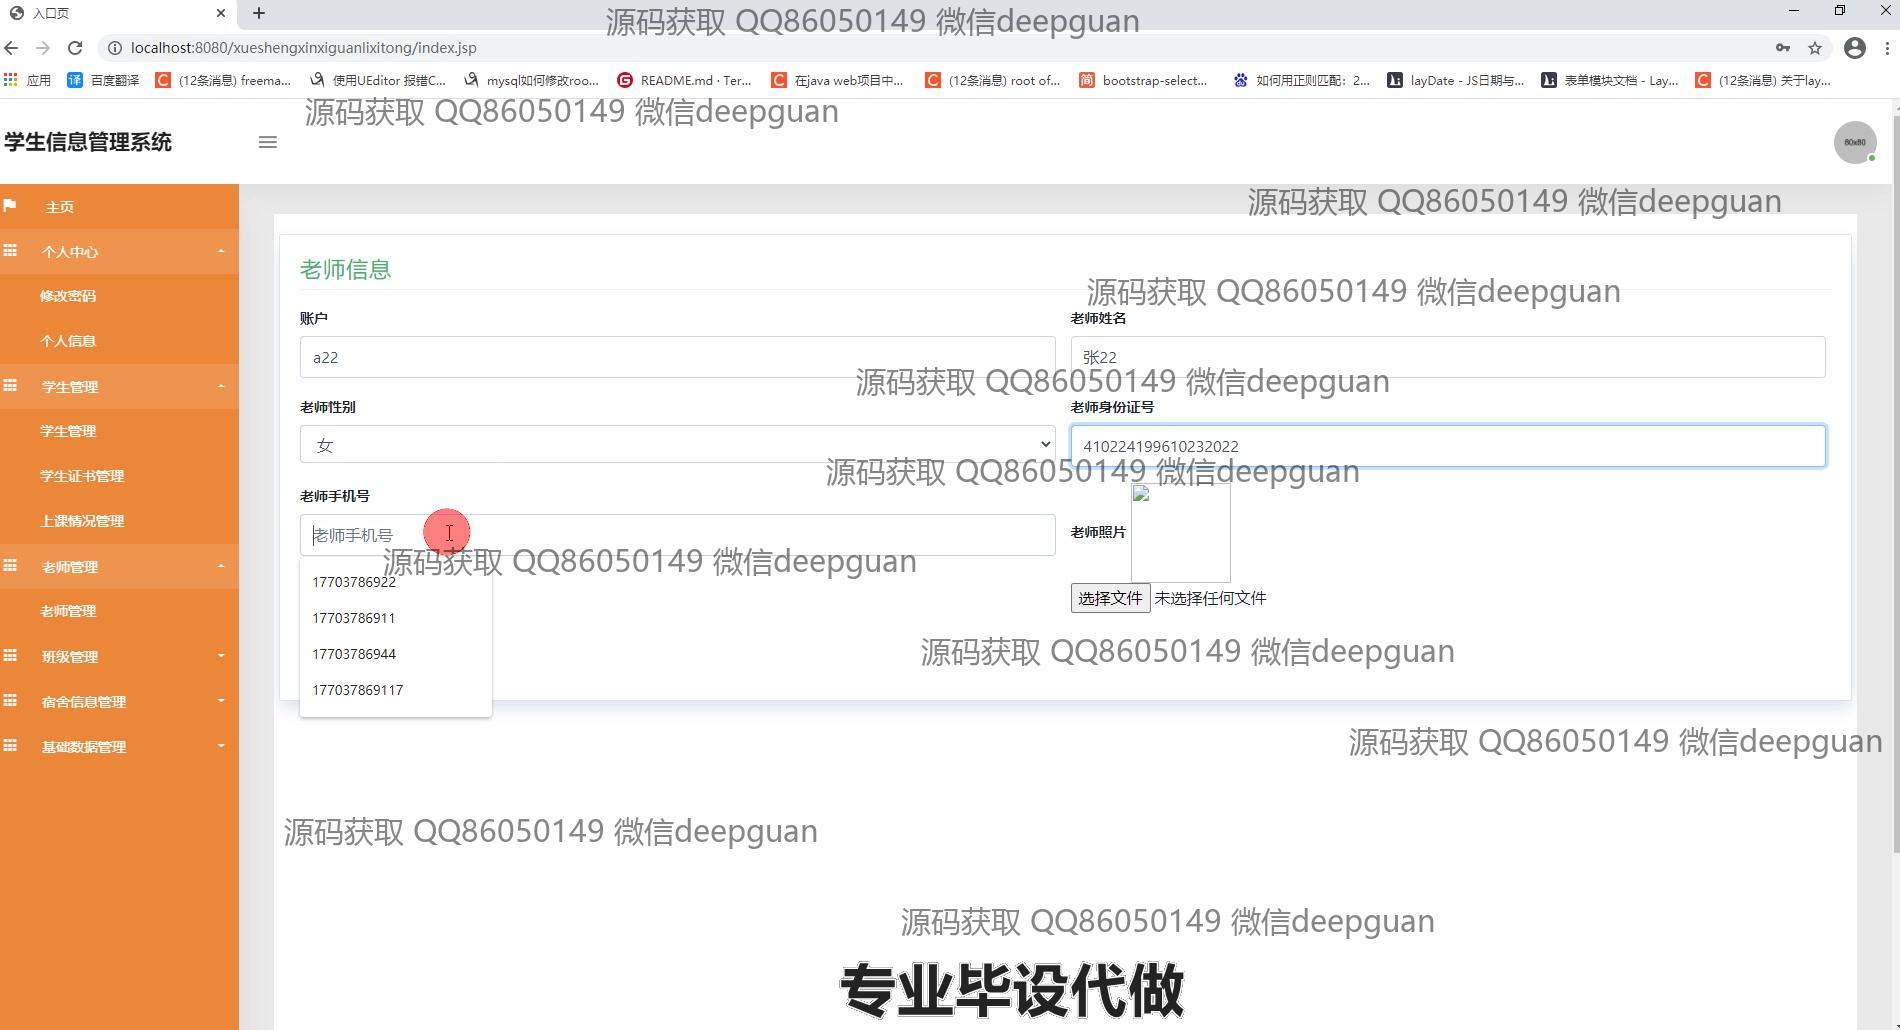 入口页
源码获取 QQ86050149 微信deepguan
localhost:8080/xueshengxinxiguanlixitong/index.jsp
应用 百度翻译 (12条消息) freema... 使用UEditor 报错C... mysql如何修改roo... README.md · Ter... 在java web项目中... (12条消息) root of... bootstrap-select... 如何用正则匹配：2... layDate - JS日期与... 表单模块文档 - Lay... (12条消息) 关于lay...
源码获取 QQ86050149 微信deepguan
学生信息管理系统
80x80
源码获取 QQ86050149 微信deepguan
主页
个人中心
修改密码
个人信息
学生管理
学生管理
学生证书管理
上课情况管理
老师管理
老师管理
班级管理
宿舍信息管理
基础数据管理
老师信息
源码获取 QQ86050149 微信deepguan
账户
老师姓名
a22
张22
源码获取 QQ86050149 微信deepguan
老师性别
老师身份证号
女
410224199610232022
源码获取 QQ86050149 微信deepguan
老师手机号
老师手机号
老师照片
源码获取 QQ86050149 微信deepguan
17703786922
选择文件 未选择任何文件
17703786911
17703786944
源码获取 QQ86050149 微信deepguan
177037869117
源码获取 QQ86050149 微信deepguan
源码获取 QQ86050149 微信deepguan
源码获取 QQ86050149 微信deepguan
专业毕设代做